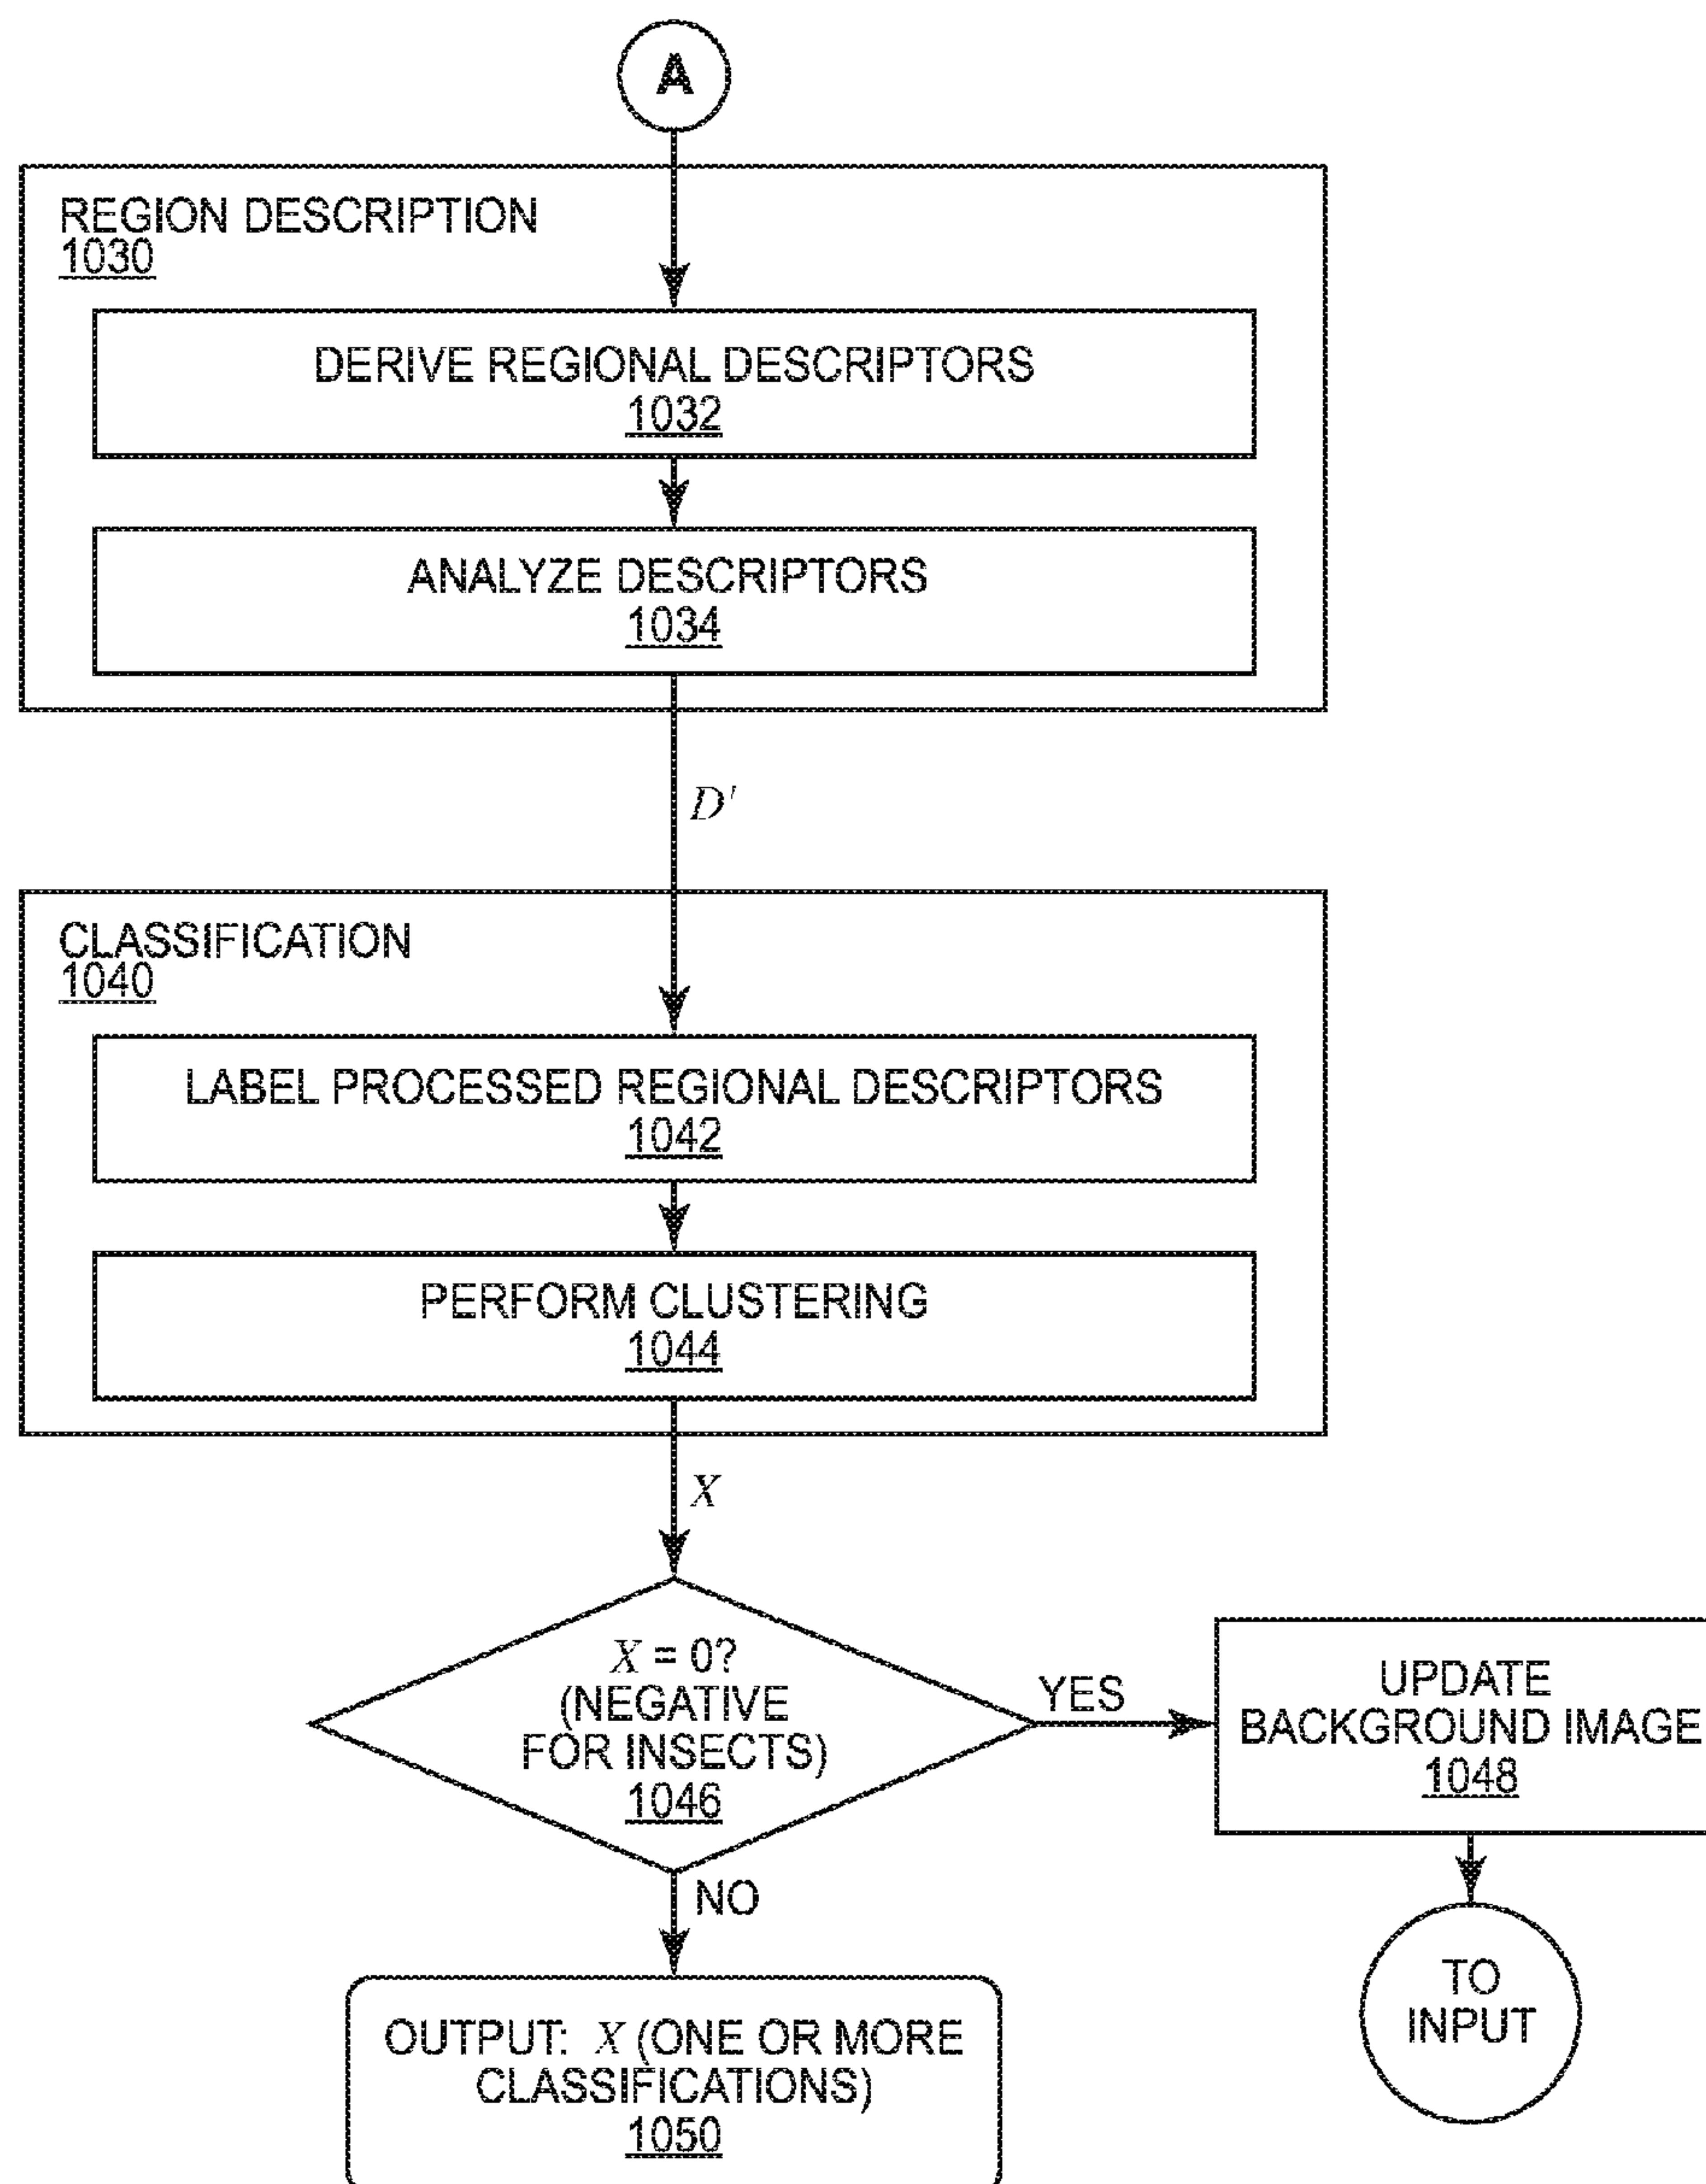 A
REGION DESCRIPTION
1030
DERIVE REGIONAL DESCRIPTORS
1032
ANALYZE DESCRIPTORS
1034
D'
CLASSIFICATION
1040
LABEL PROCESSED REGIONAL DESCRIPTORS
1042
PERFORM CLUSTERING
1044
X
X = 0?
(NEGATIVE
FOR INSECTS)
1046
YES
UPDATE
BACKGROUND IMAGE
1048
NO
TO
INPUT
OUTPUT: X (ONE OR MORE
CLASSIFICATIONS)
1050